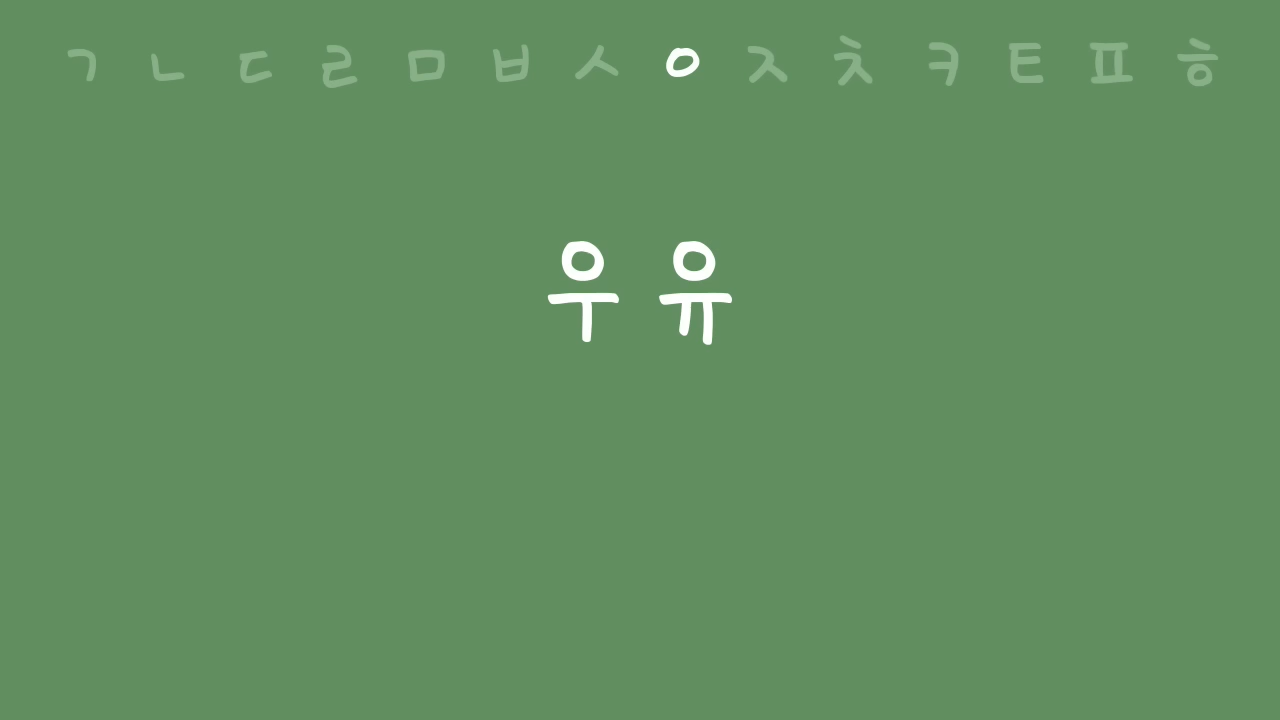 ㄱ ㄴ ㄷ ㄹ ㅁ ㅂ ㅅ ㅇ ㅈ ㅊ ㅋ ㅌ ㅍ ㅎ
우유